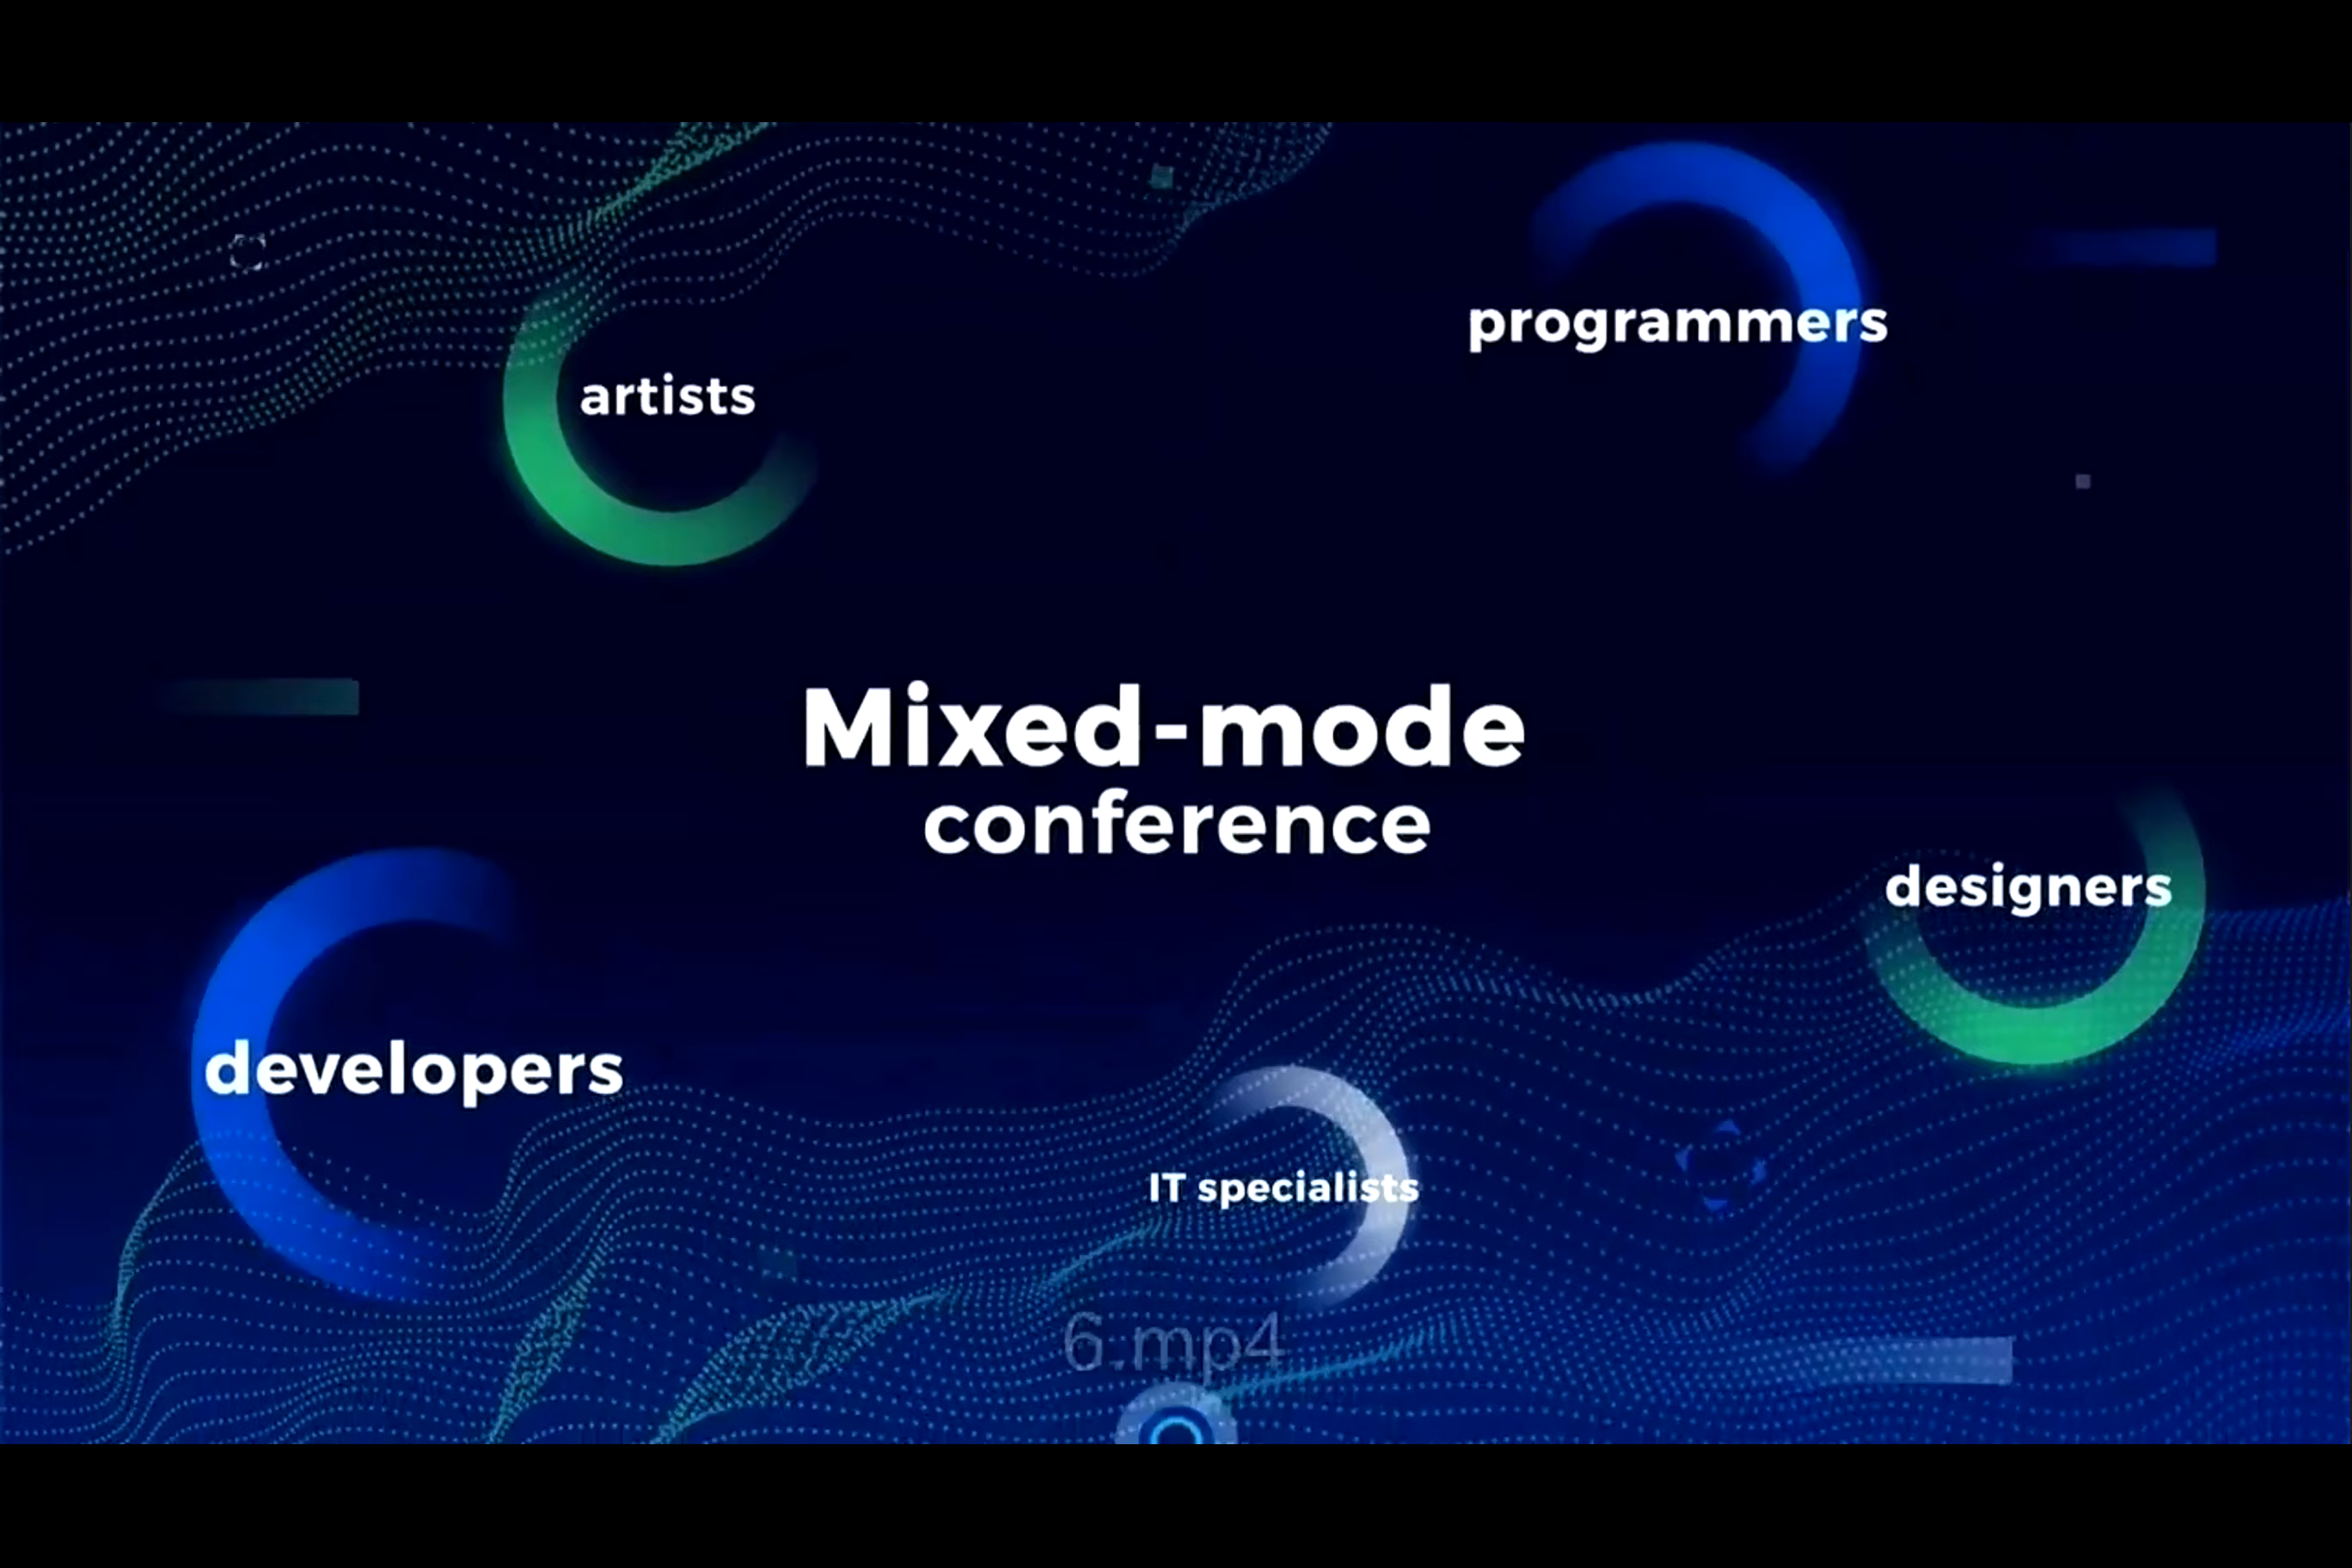 programmers
artists
Mixed-mode
conference
designers
developers
IT specialists
6.mp4